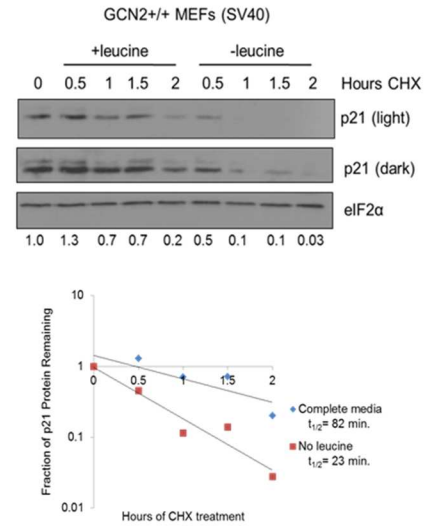 GCN2+/+ MEFs (SV40)
+leucine -leucine
0 0.5 1 1.5 2 0.5 1 1.5 2 Hours CHX
p21 (light)
p21 (dark)
eIF2α
1.0 1.3 0.7 0.7 0.2 0.5 0.1 0.1 0.03
10
1
0.1
0.01
0 0.5 1 1.5 2
Fraction of p21 Protein Remaining
Hours of CHX treatment
Complete media
t1/2= 82 min.
No leucine
t1/2= 23 min.